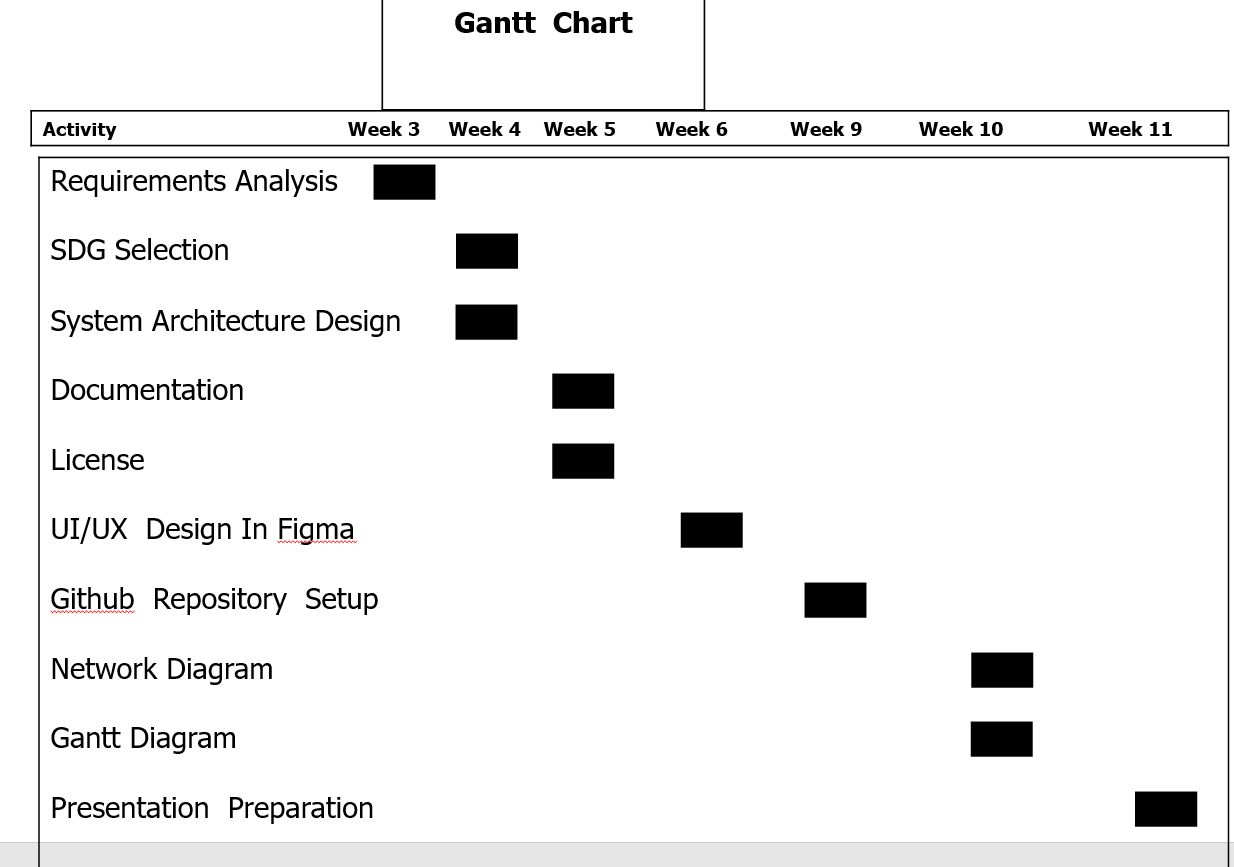 Gantt Chart
Activity Week 3 Week 4 Week 5 Week 6 Week 9 Week 10 Week 11
Requirements Analysis
SDG Selection
System Architecture Design
Documentation
License
UI/UX Design In Figma
Github Repository Setup
Network Diagram
Gantt Diagram
Presentation Preparation